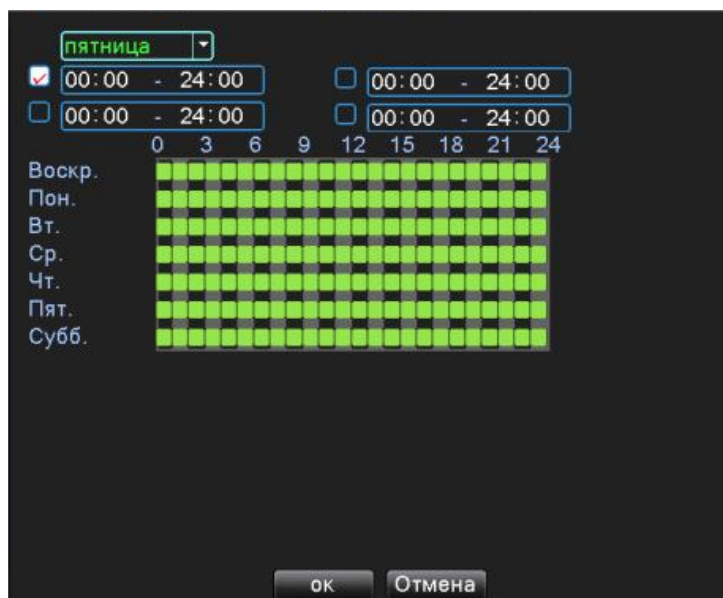 пятница
00:00 - 24:00 00:00 - 24:00
00:00 - 24:00 00:00 - 24:00
0 3 6 9 12 15 18 21 24
Воскр.
Пон.
Вт.
Ср.
Чт.
Пят.
Субб.
ок Отмена